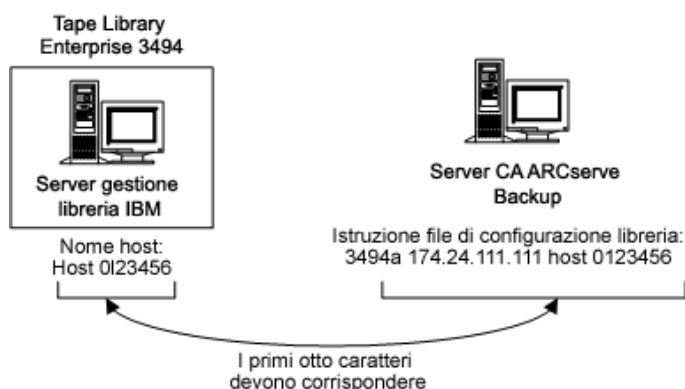 Tape Library
Enterprise 3494
Server gestione
libreria IBM
Nome host:
Host 0l23456
Server CA ARCserve
Backup
Istruzione file di configurazione libreria:
3494a 174.24.111.111 host 0123456
I primi otto caratteri
devono corrispondere